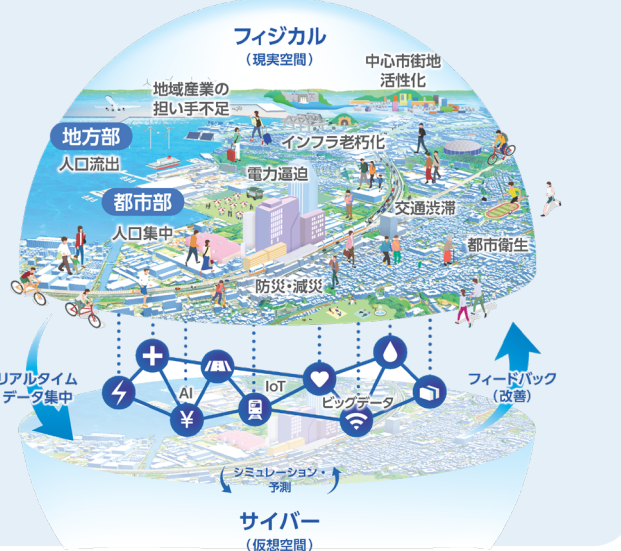 フィジカル
(現実空間)
中心市街地
活性化
地域産業の
担い手不足
地方部
人口流出
インフラ老朽化
電力逼迫
都市部
人口集中
交通渋滞
都市衛生
防災・減災
リアルタイム
データ集中
AI
IoT
ビッグデータ
¥
フィードバック
(改善)
シミュレーション・
予測
サイバー
(仮想空間)